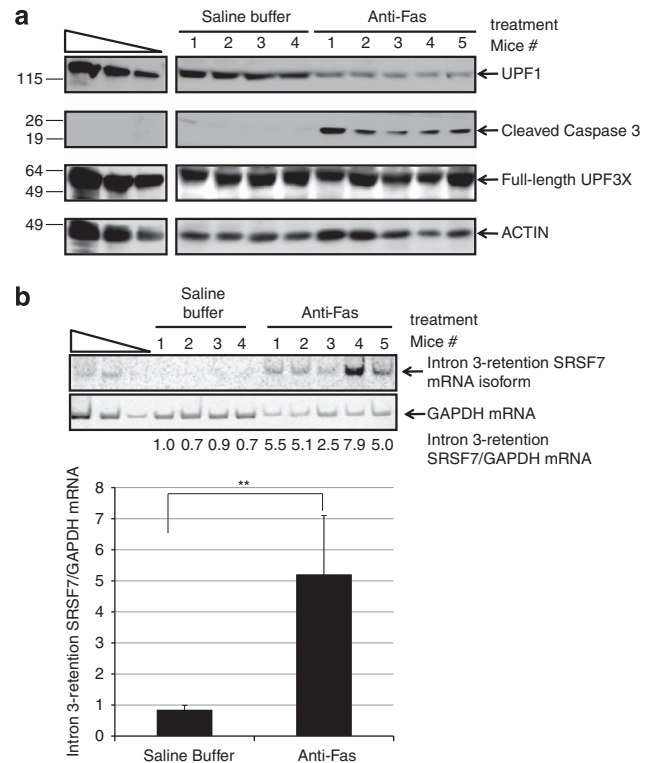 a
Saline buffer Anti-Fas treatment
1 2 3 4 1 2 3 4 5 Mice #
115 UPF1
26
19 Cleaved Caspase 3
64
49 Full-length UPF3X
49 ACTIN
b
Saline
buffer Anti-Fas treatment
1 2 3 4 1 2 3 4 5 Mice #
Intron 3-retention SRSF7
mRNA isoform
GAPDH mRNA
1.0 0.7 0.9 0.7 5.5 5.1 2.5 7.9 5.0 Intron 3-retention
SRSF7/GAPDH mRNA
Intron 3-retention SRSF7/GAPDH mRNA
8
7
6
5
4
3
2
1
0
**
Saline Buffer Anti-Fas